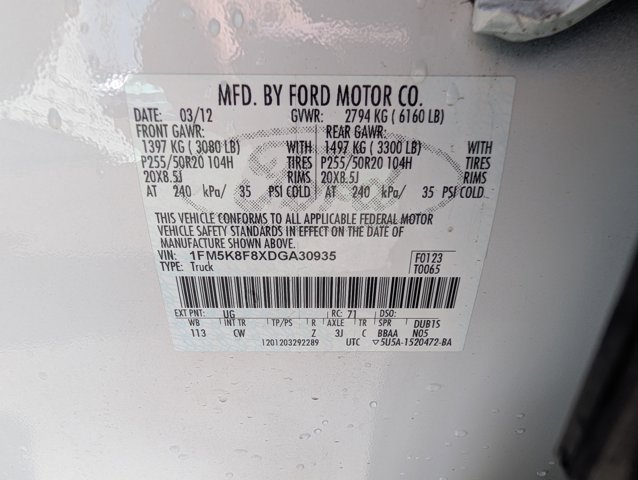 MFD. BY FORD MOTOR CO.
DATE: 03/12 GVWR: 2794 KG ( 6160 LB)
FRONT GAWR: REAR GAWR:
1397 KG ( 3080 LB) WITH 1497 KG ( 3300 LB) WITH
P255/50R20 104H TIRES P255/50R20 104H TIRES
20X8.5J RIMS 20X8.5J RIMS
AT 240 kPa/ 35 PSI COLD AT 240 kPa/ 35 PSI COLD
Ford
THIS VEHICLE CONFORMS TO ALL APPLICABLE FEDERAL MOTOR
VEHICLE SAFETY STANDARDS IN EFFECT ON THE DATE OF
MANUFACTURE SHOWN ABOVE.
VIN: 1FM5K8F8XDGA30935 F0123
TYPE: Truck T0065
EXT PNT: UG RC: 71 DSO:
WB INT TR TP/PS R AXLE TR SPR DUB1S
113 CW Z 3J C BBAA N05
1201203292289 UTC ▽5U5A-1520472-BA